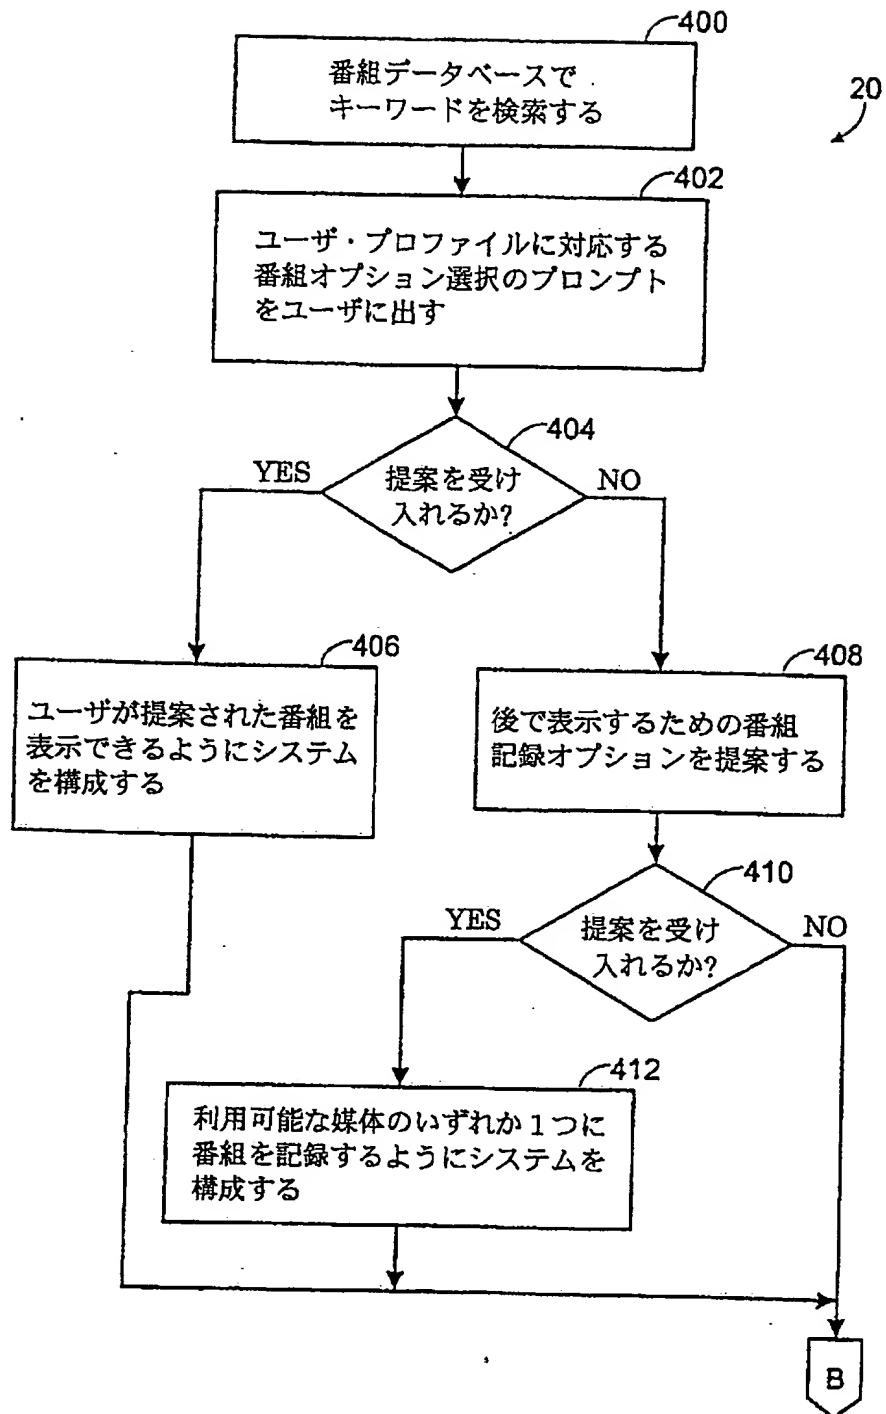 400
番組データベースで
キーワードを検索する
20
402
ユーザ・プロファイルに対応する
番組オプション選択のプロンプト
をユーザに出す
404
YES
提案を受け
入れるか?
NO
406
ユーザが提案された番組を
表示できるようにシステム
を構成する
408
後で表示するための番組
記録オプションを提案する
410
YES
提案を受け
入れるか?
NO
412
利用可能な媒体のいずれか1つに
番組を記録するようにシステムを
構成する
B